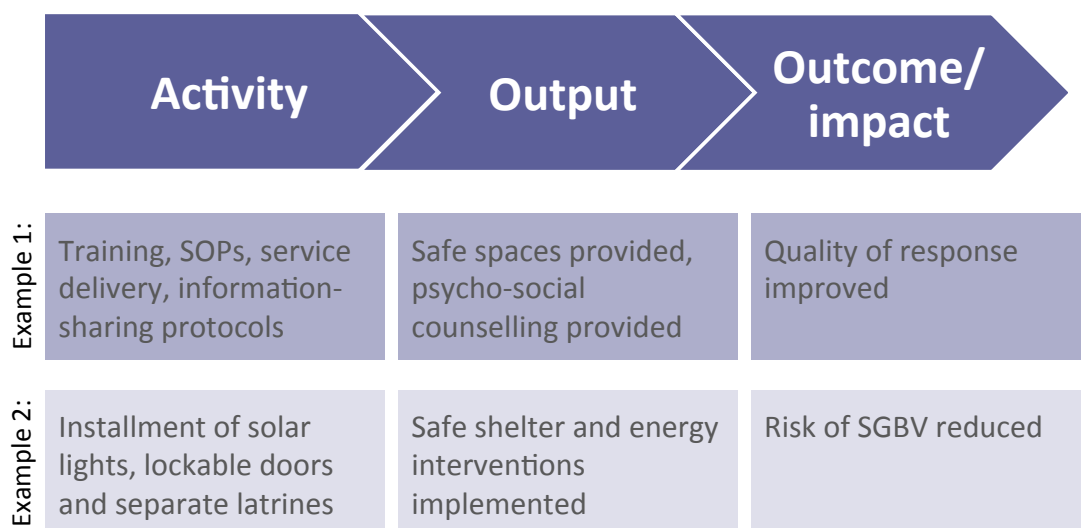 Activity
Output
Outcome/
impact
Example 1:
Training, SOPs, service
delivery, information-
sharing protocols
Safe spaces provided,
psycho-social
counselling provided
Quality of response
improved
Example 2:
Installment of solar
lights, lockable doors
and separate latrines
Safe shelter and energy
interventions
implemented
Risk of SGBV reduced